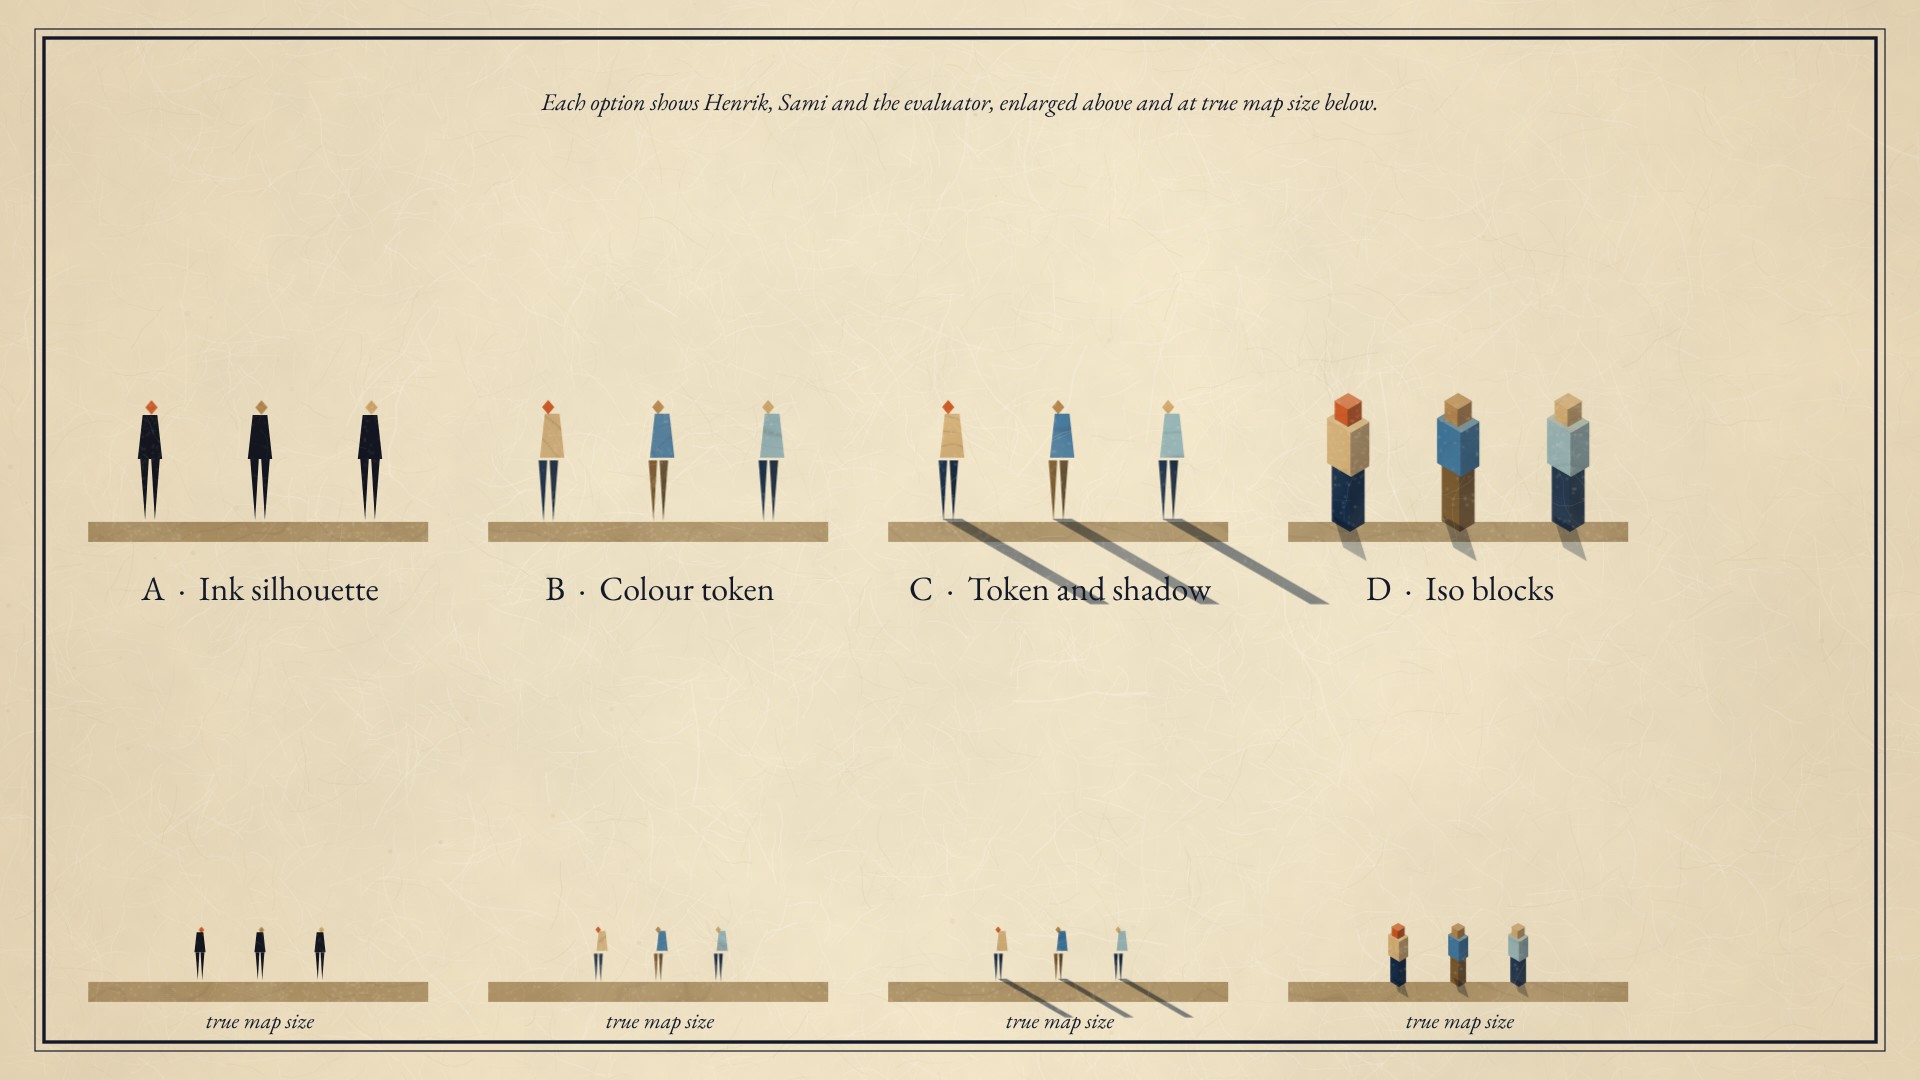 Each option shows Henrik, Sami and the evaluator, enlarged above and at true map size below.
A · Ink silhouette
B · Colour token
C · Token and shadow
D · Iso blocks
true map size
true map size
true map size
true map size